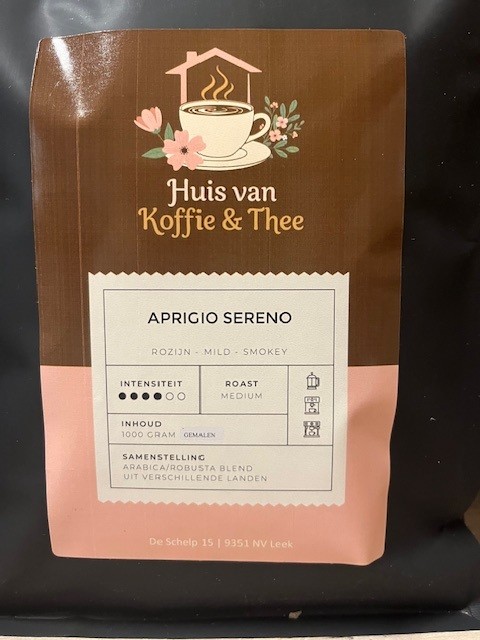 Huis van
Koffie & Thee
APRIGIO SERENO
ROZIJN - MILD - SMOKEY
INTENSITEIT
ROAST
MEDIUM
INHOUD
1000 GRAM GEMALEN
SAMENSTELLING
ARABICA/ROBUSTA BLEND
UIT VERSCHILLENDE LANDEN
De Schelp 15 | 9351 NV Leek